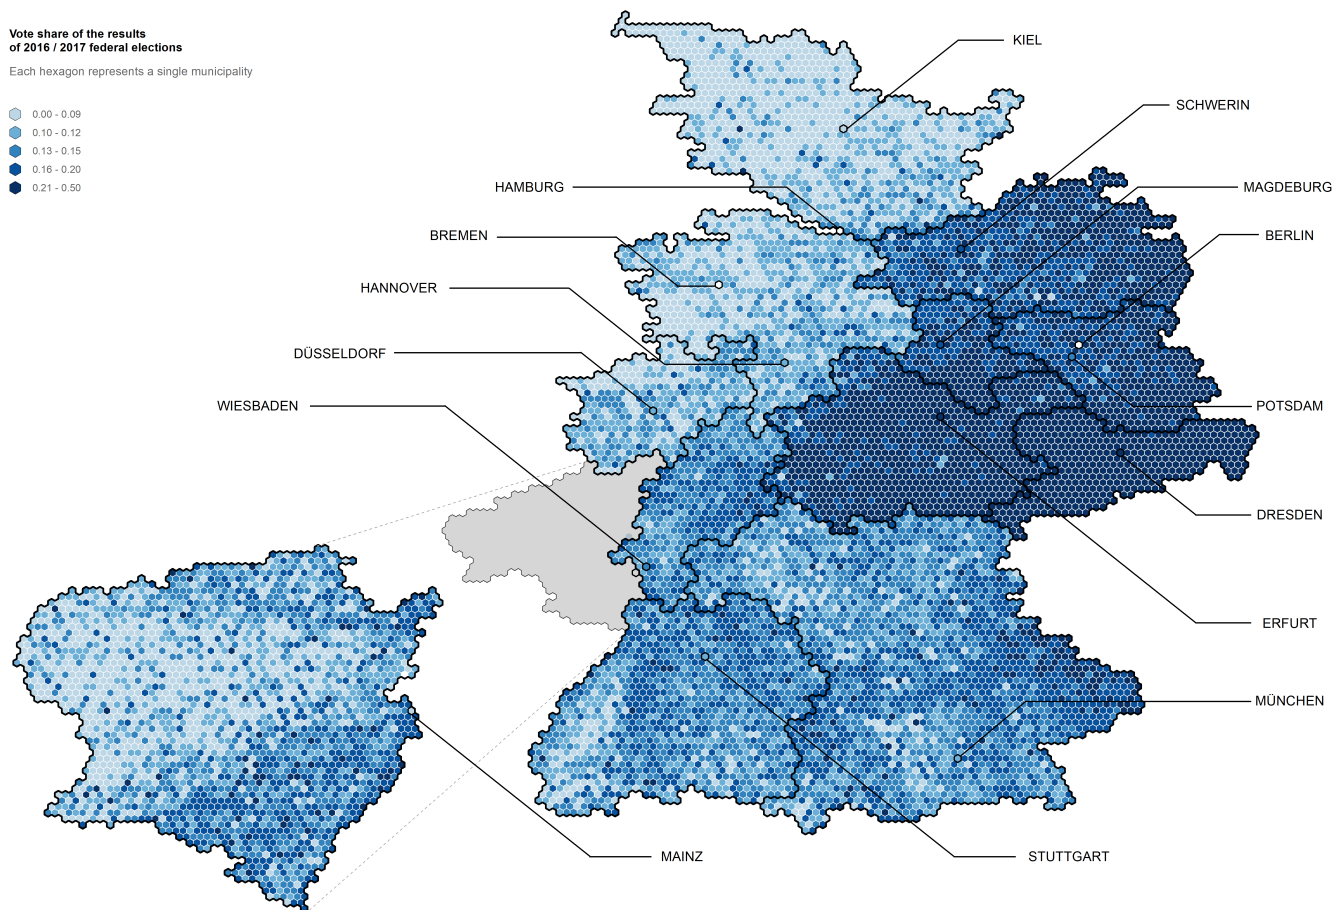 Vote share of the results
of 2016 / 2017 federal elections
Each hexagon represents a single municipality
0.00 - 0.09
0.10 - 0.12
0.13 - 0.15
0.16 - 0.20
0.21 - 0.50
KIEL
SCHWERIN
HAMBURG
MAGDEBURG
BREMEN
BERLIN
HANNOVER
DÜSSELDORF
WIESBADEN
POTSDAM
DRESDEN
ERFURT
MÜNCHEN
MAINZ
STUTTGART